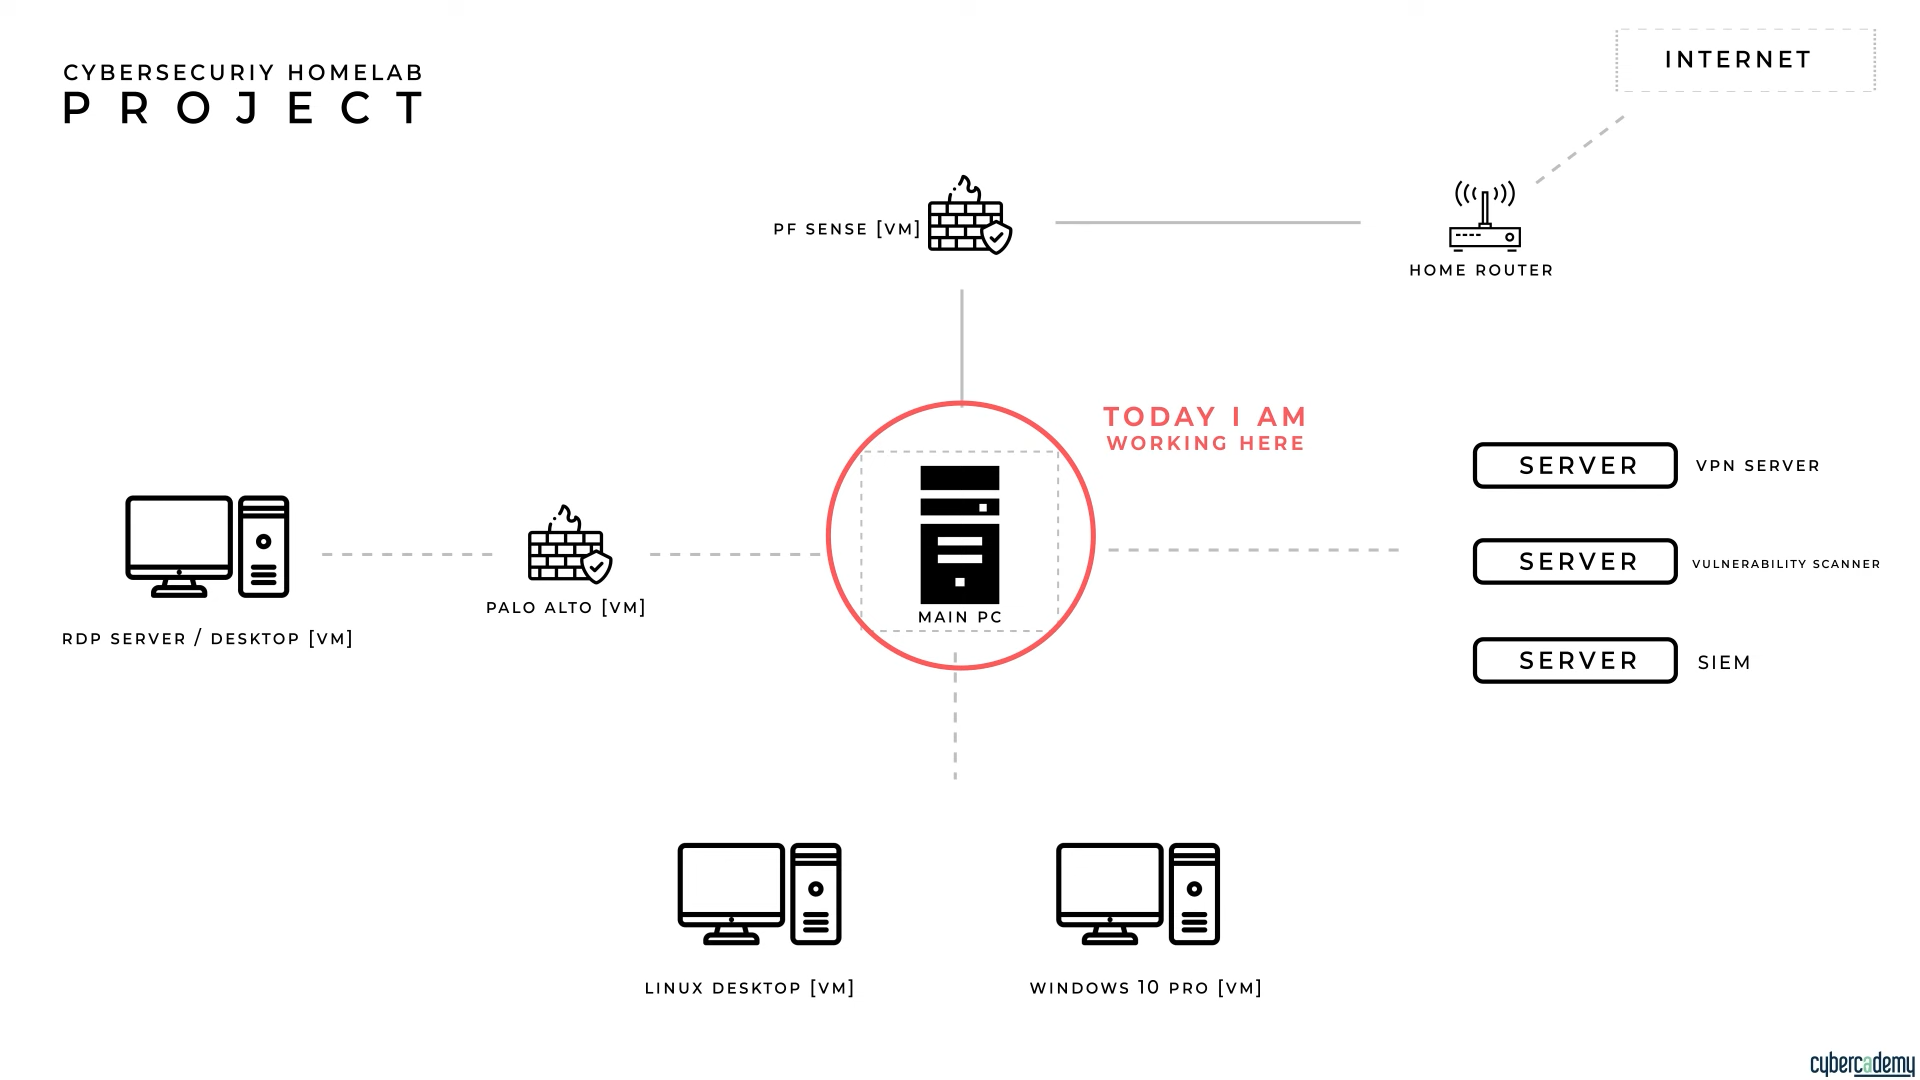 CYBERSECURIY HOMELAB
PROJECT
INTERNET
PF SENSE [VM]
HOME ROUTER
TODAY I AM
WORKING HERE
SERVER VPN SERVER
SERVER VULNERABILITY SCANNER
SERVER SIEM
MAIN PC
PALO ALTO [VM]
RDP SERVER / DESKTOP [VM]
LINUX DESKTOP [VM]
WINDOWS 10 PRO [VM]
cybercademy